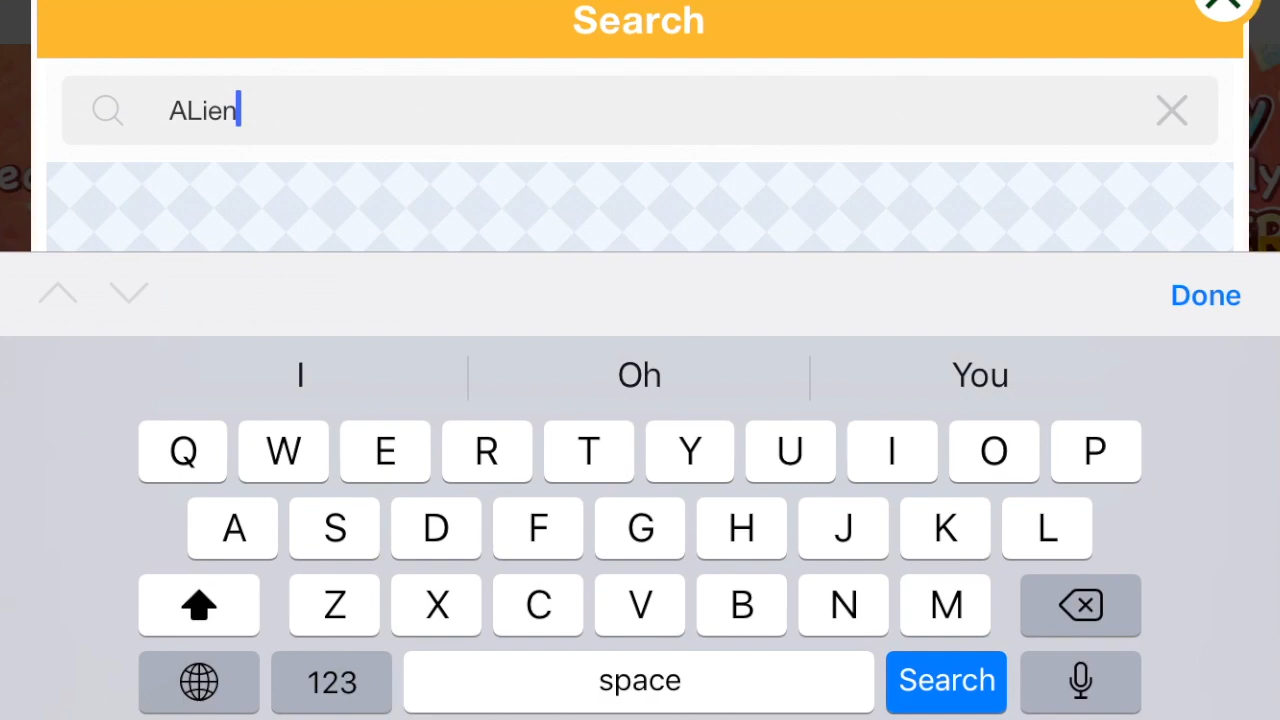 Search
ALien
Done
I Oh You
Q W E R T Y U I O P
A S D F G H J K L
Z X C V B N M
123 space Search